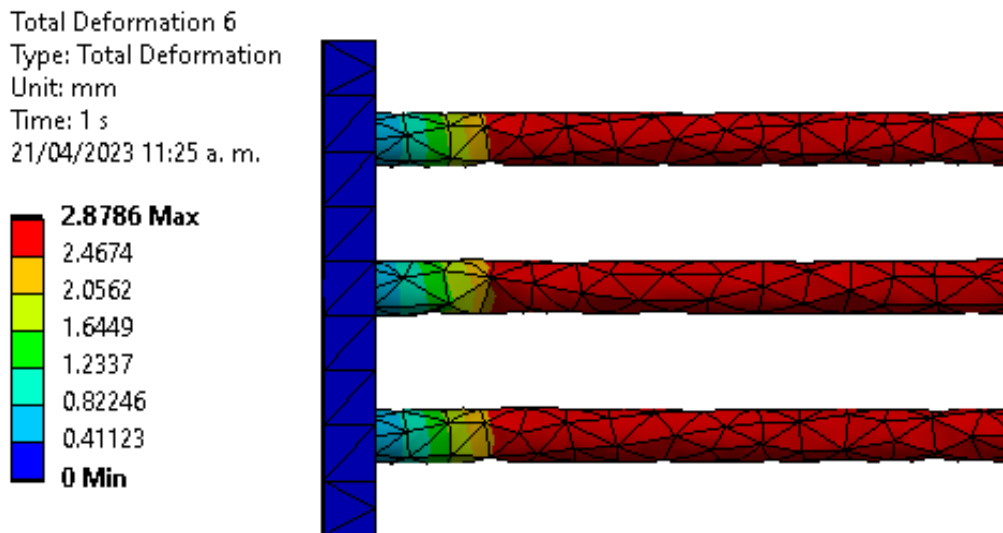 Total Deformation 6
Type: Total Deformation
Unit: mm
Time: 1 s
21/04/2023 11:25 a. m.
2.8786 Max
2.4674
2.0562
1.6449
1.2337
0.82246
0.41123
0 Min